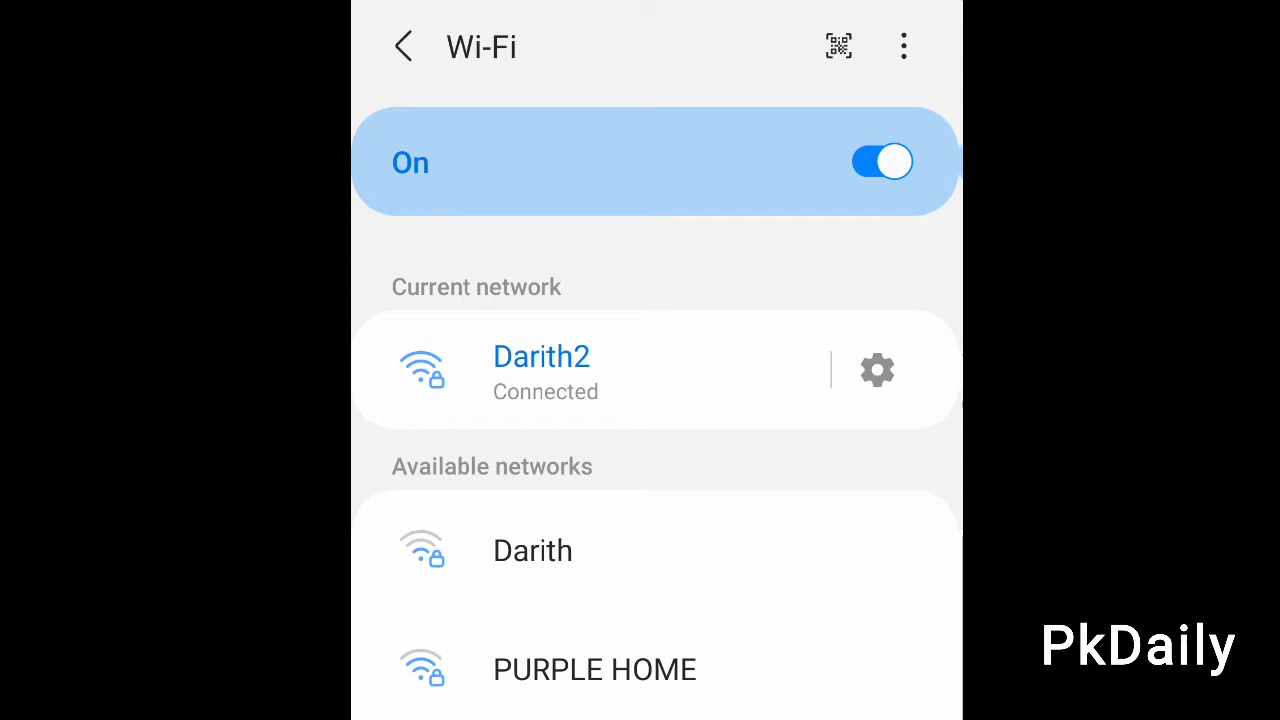 Wi-Fi
On
Current network
Darith2
Connected
Available networks
Darith
PURPLE HOME
PkDaily